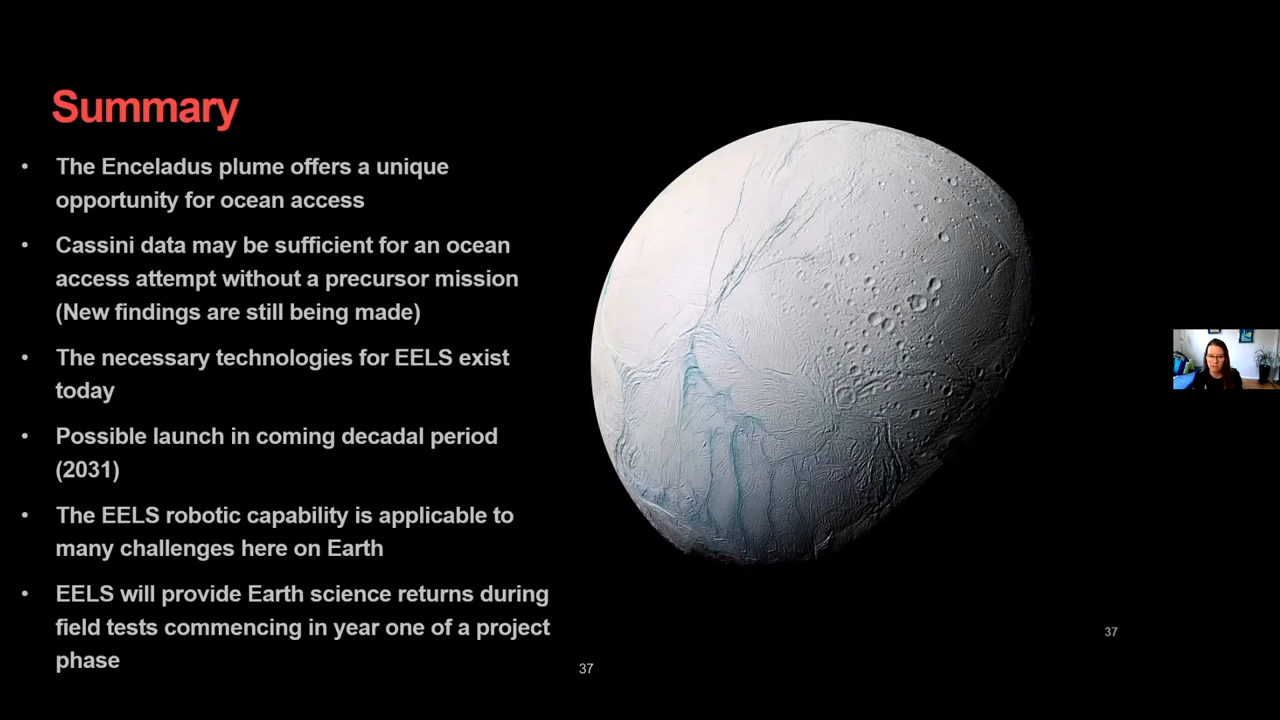 Summary
• The Enceladus plume offers a unique
opportunity for ocean access
• Cassini data may be sufficient for an ocean
access attempt without a precursor mission
(New findings are still being made)
• The necessary technologies for EELS exist
today
• Possible launch in coming decadal period
(2031)
• The EELS robotic capability is applicable to
many challenges here on Earth
• EELS will provide Earth science returns during
field tests commencing in year one of a project
phase
37
37